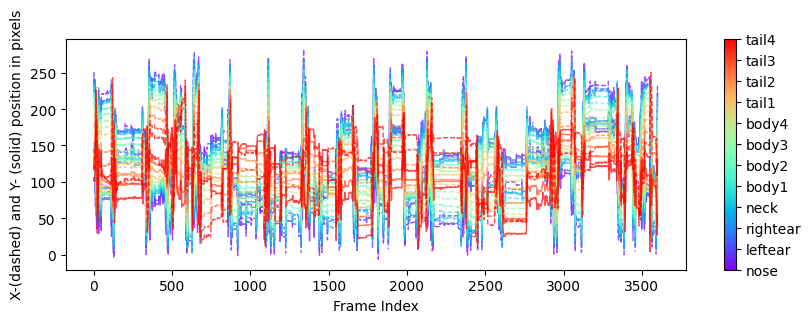 X-(dashed) and Y- (solid) position in pixels
250
200
150
100
50
0
0 500 1000 1500 2000 2500 3000 3500
Frame Index
tail4
tail3
tail2
tail1
body4
body3
body2
body1
neck
rightear
leftear
nose